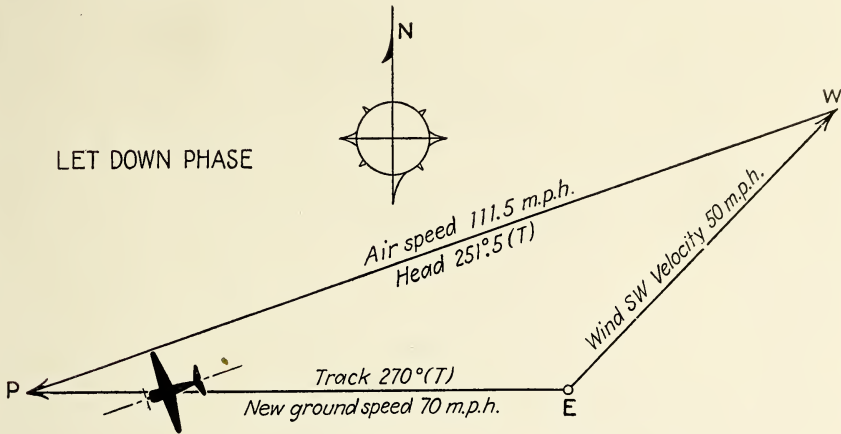 N
W
LET DOWN PHASE
Air speed 111.5 m.p.h.
Head 251°.5 (T)
Wind SW Velocity 50 m.p.h.
P
Track 270°(T)
New ground speed 70 m.p.h.
E